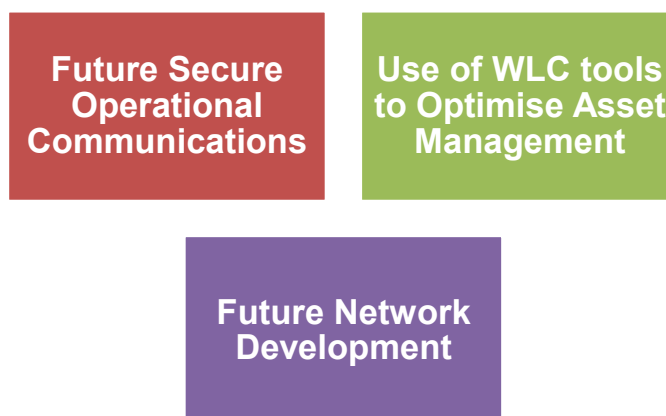 Future Secure
Operational
Communications
Use of WLC tools
to Optimise Asset
Management
Future Network
Development